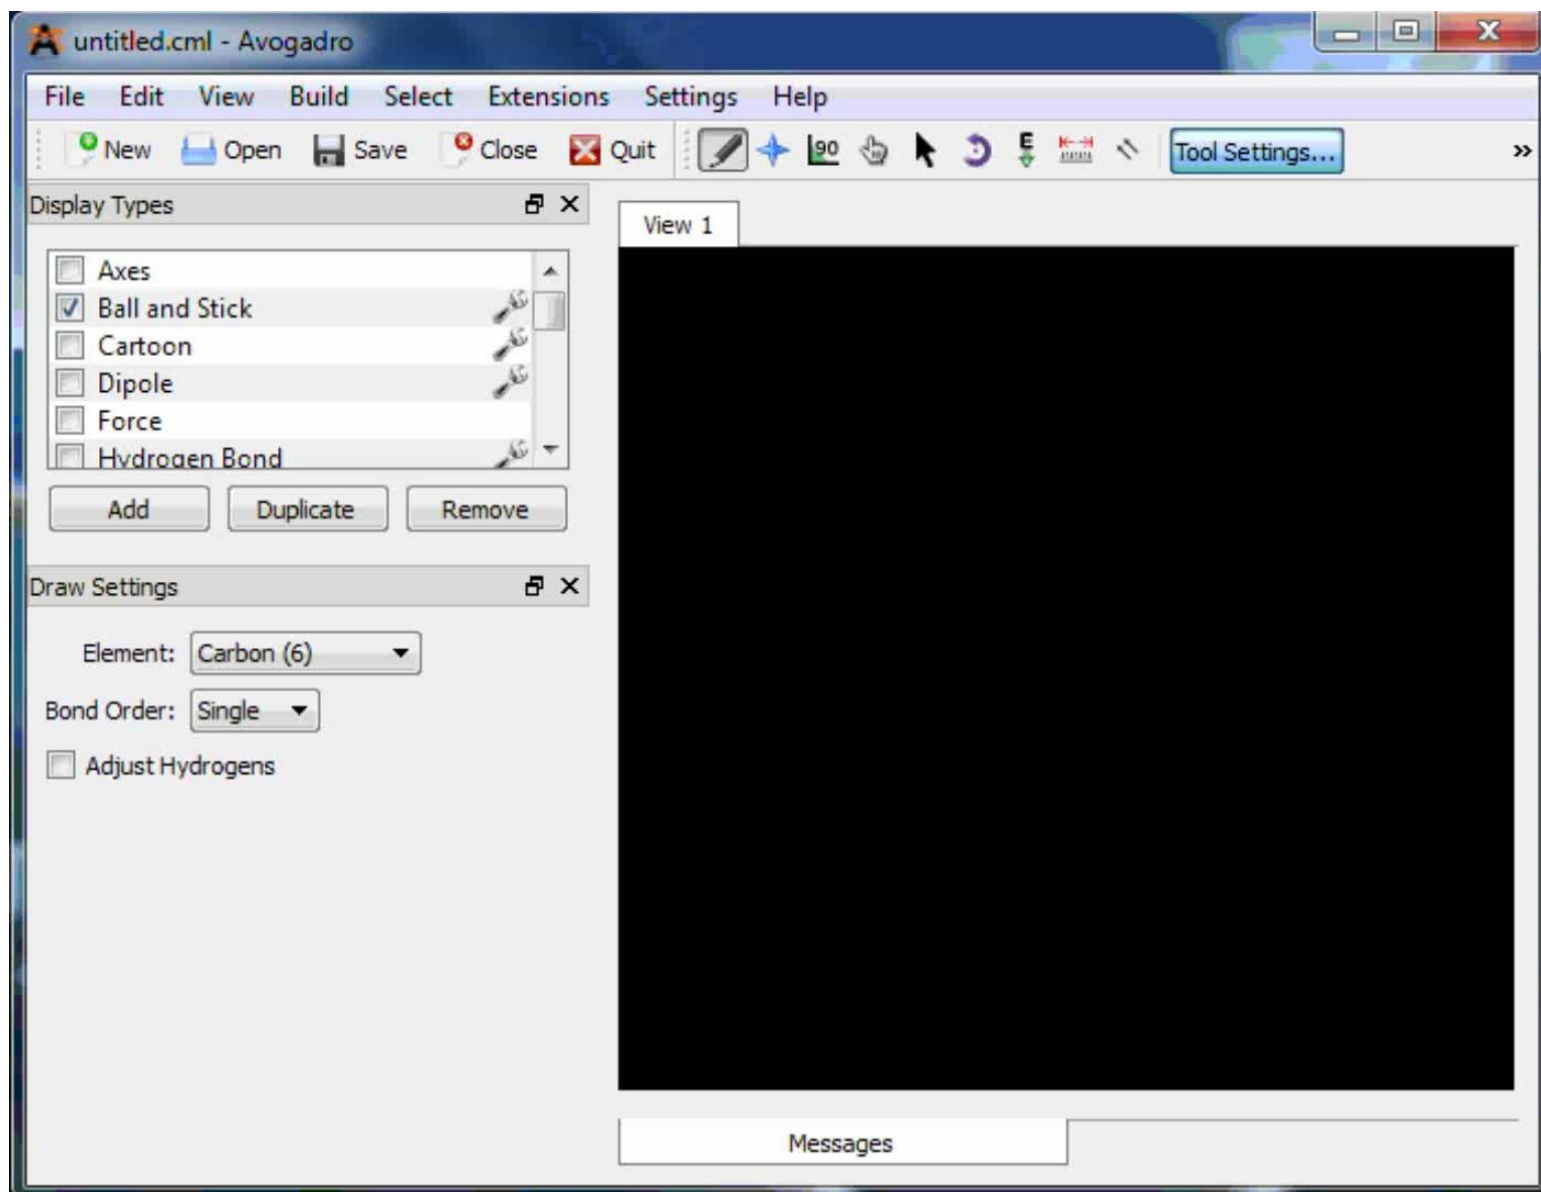 untitled.cml - Avogadro
File Edit View Build Select Extensions Settings Help
New Open Save Close Quit 90 E Tool Settings... »
Display Types
View 1
Axes
Ball and Stick
Cartoon
Dipole
Force
Hydrogen Bond
Add Duplicate Remove
Draw Settings
Element: Carbon (6)
Bond Order: Single
Adjust Hydrogens
Messages